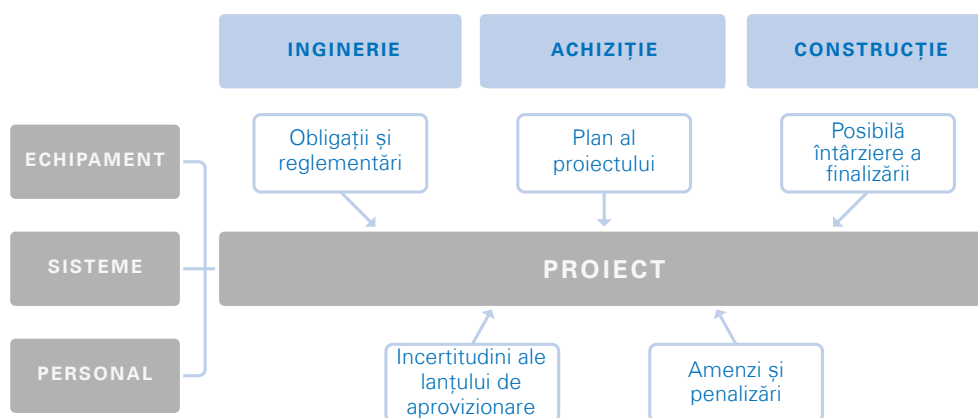 INGINERIE
ACHIZIȚIE
CONSTRUCȚIE
Obligații și
reglementări
Plan al
proiectului
Posibilă
întârziere a
finalizării
ECHIPAMENT
SISTEME
PERSONAL
PROIECT
Incertitudini ale
lanțului de
aprovizionare
Amenzi și
penalizări